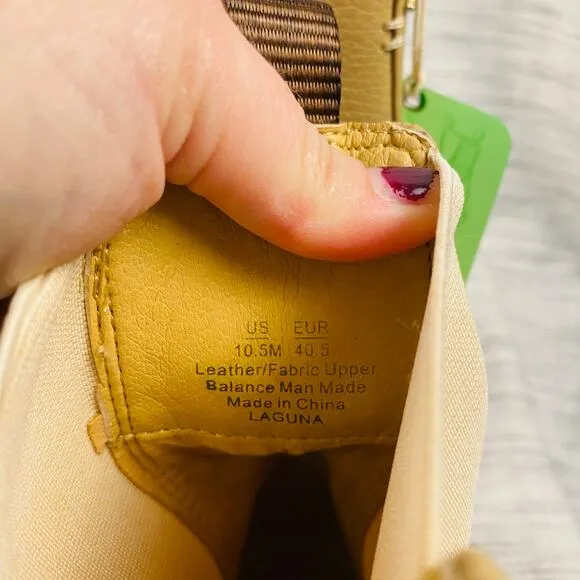 US EUR
10.5M 40.5
Leather/Fabric Upper
Balance Man Made
Made in China
LAGUNA